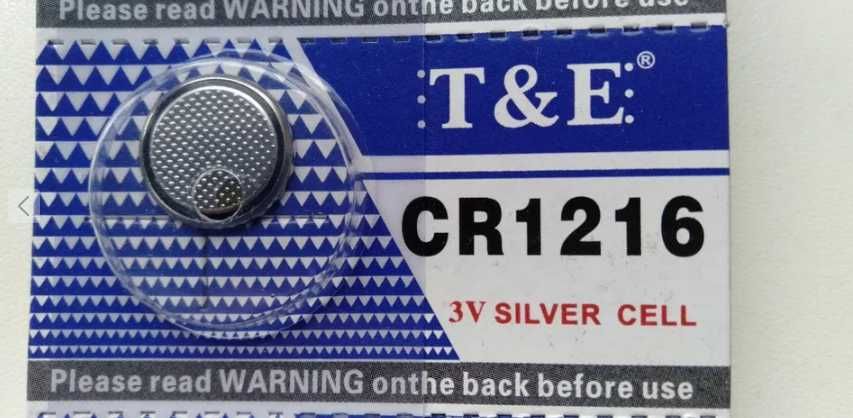 Please read WARNING onthe back before use
T&E®
CR1216
3V SILVER CELL
Please read WARNING onthe back before use